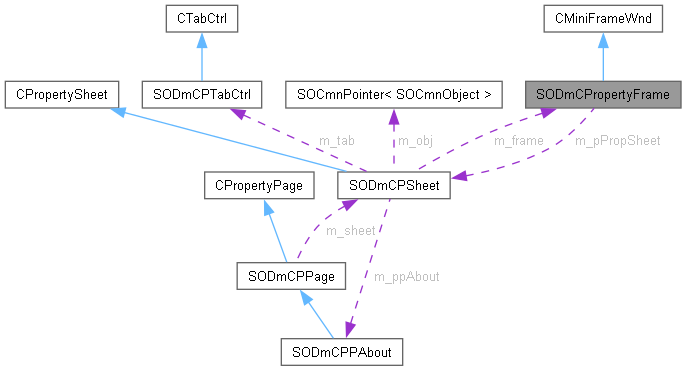 CTabCtrl
CMiniFrameWnd
CPropertySheet
SODmCPTabCtrl
SOCmnPointer< SOCmnObject >
SODmCPropertyFrame
m_tab
m_obj
m_frame
m_pPropSheet
CPropertyPage
SODmCPSheet
m_sheet
m_ppAbout
SODmCPPage
SODmCPPAbout